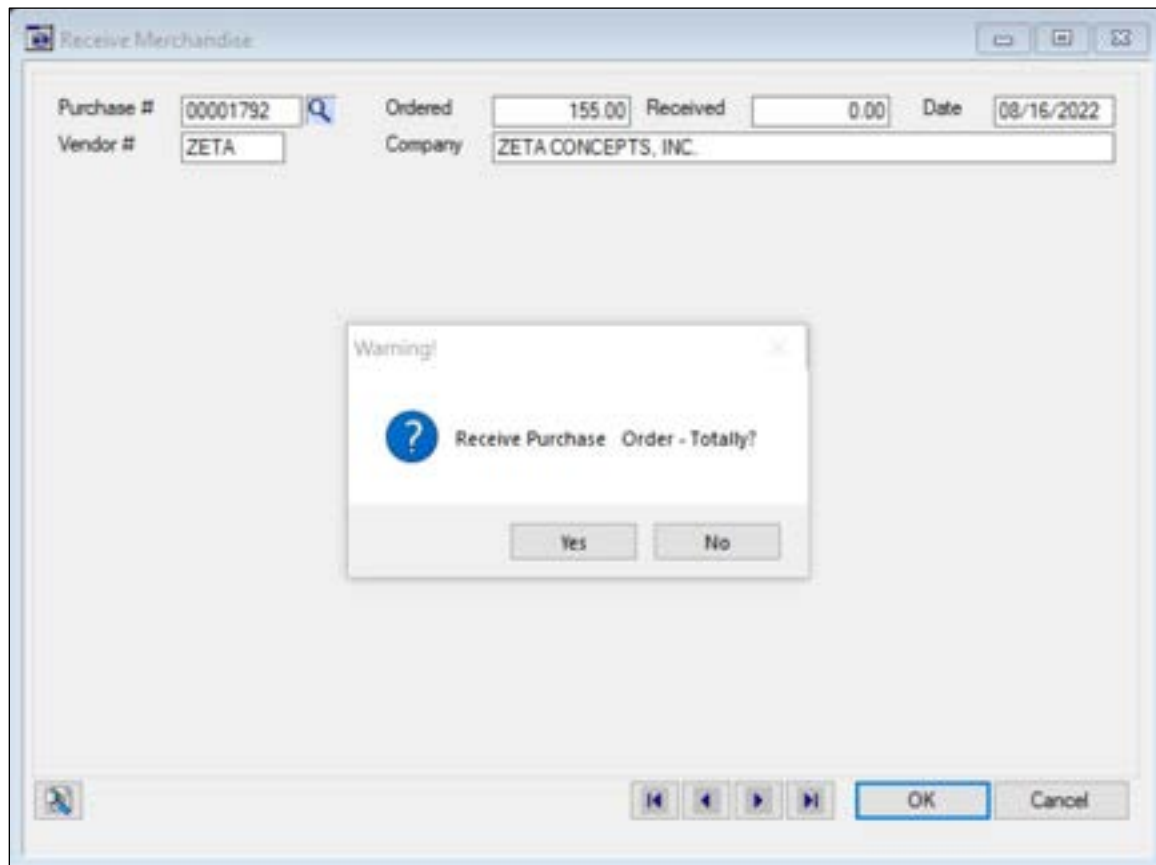 Receive Merchandise
Purchase # 00001792 Ordered 155.00 Received 0.00 Date 08/16/2022
Vendor # ZETA Company ZETA CONCEPTS, INC.
Warning!
Receive Purchase Order - Totally?
Yes No
OK Cancel